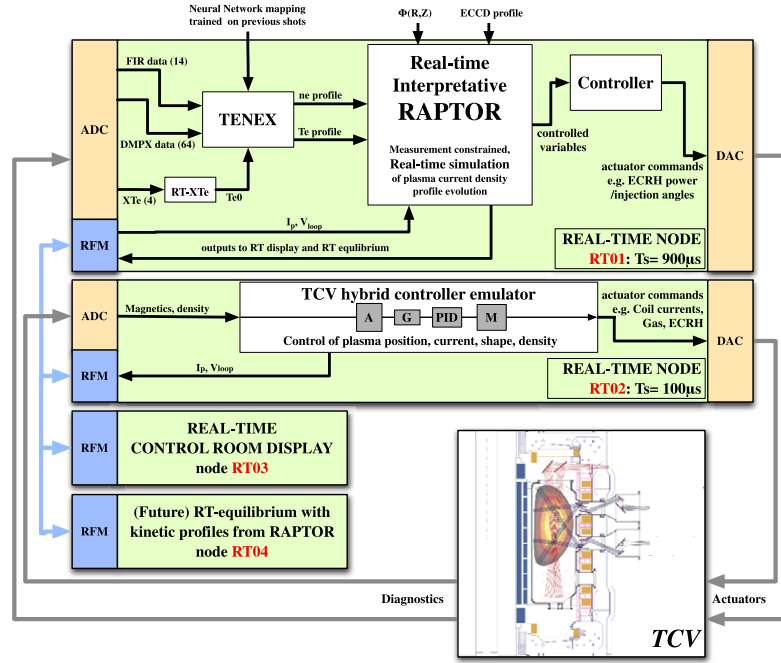 Neural Network mapping
trained on previous shots
Φ(R,Z)
ECCD profile
ADC
FIR data (14)
DMPX data (64)
XTe (4)
RT-XTe
Te0
TENEX
ne profile
Te profile
Real-time
Interpretative
RAPTOR
Measurement constrained,
Real-time simulation
of plasma current density
profile evolution
controlled
variables
Controller
actuator commands
e.g. ECRH power
/injection angles
DAC
RFM
Ip, Vloop
outputs to RT display and RT equlibrium
REAL-TIME NODE
RT01: Ts= 900μs
ADC
Magnetics, density
TCV hybrid controller emulator
A
G
PID
M
Control of plasma position, current, shape, density
actuator commands
e.g. Coil currents,
Gas, ECRH
DAC
RFM
Ip, Vloop
REAL-TIME NODE
RT02: Ts= 100μs
RFM
REAL-TIME
CONTROL ROOM DISPLAY
node RT03
RFM
(Future) RT-equilibrium with
kinetic profiles from RAPTOR
node RT04
Diagnostics
Actuators
TCV